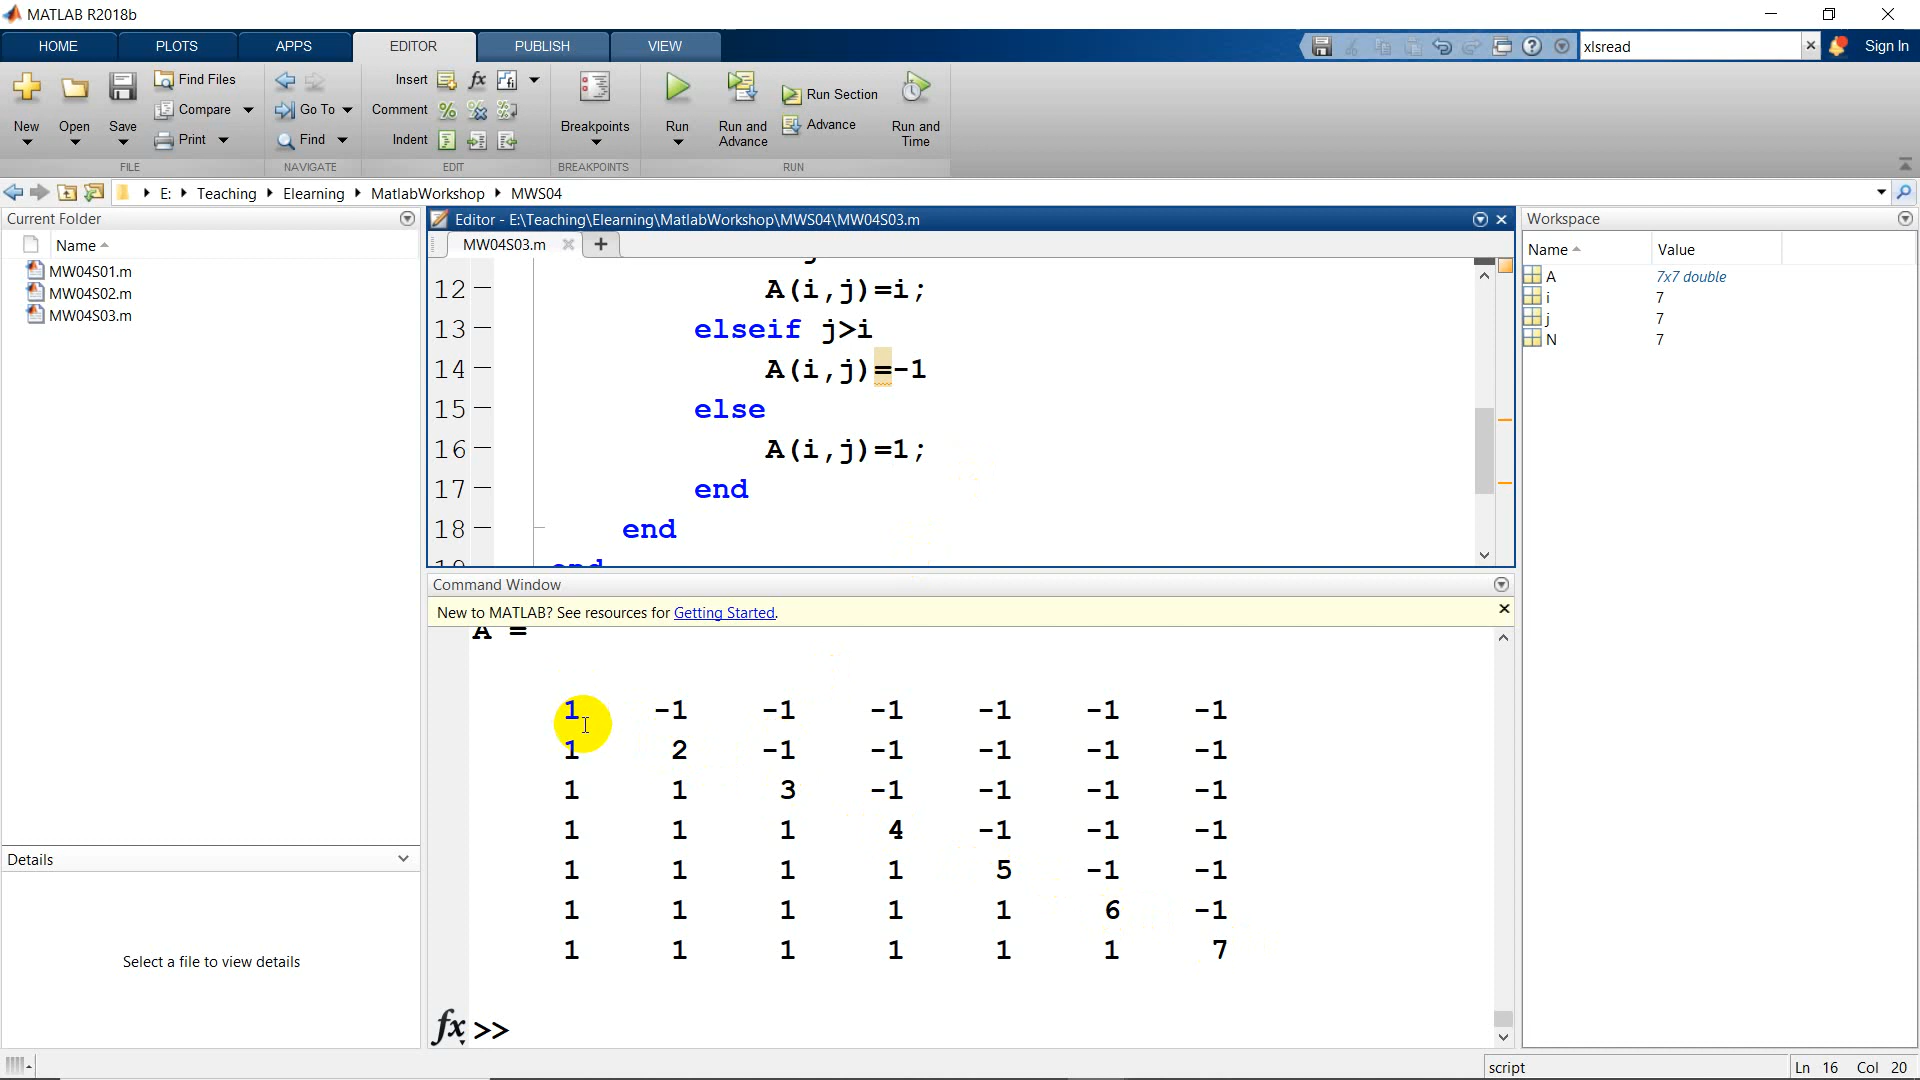 MATLAB R2018b
HOME PLOTS APPS EDITOR PUBLISH VIEW
xlsread
Sign In
New
Open
Save
Find Files
Compare
Print
FILE
Go To
Find
NAVIGATE
Insert
Comment
Indent
EDIT
Breakpoints
BREAKPOINTS
Run
Run and Advance
Run Section
Advance
Run and Time
RUN
E: Teaching Elearning MatlabWorkshop MWS04
Current Folder
Name
MW04S01.m
MW04S02.m
MW04S03.m
Details
Select a file to view details
Editor - E:\Teaching\Elearning\MatlabWorkshop\MWS04\MW04S03.m
MW04S03.m
12 A(i,j)=i;
13 elseif j>i
14 A(i,j)=-1
15 else
16 A(i,j)=1;
17 end
18 end
19 end
Command Window
New to MATLAB? See resources for Getting Started.
A =
1 -1 -1 -1 -1 -1 -1
1 2 -1 -1 -1 -1 -1
1 1 3 -1 -1 -1 -1
1 1 1 4 -1 -1 -1
1 1 1 1 5 -1 -1
1 1 1 1 1 6 -1
1 1 1 1 1 1 7
fx >>
Workspace
Name Value
A 7x7 double
i 7
j 7
N 7
script
Ln 16 Col 20